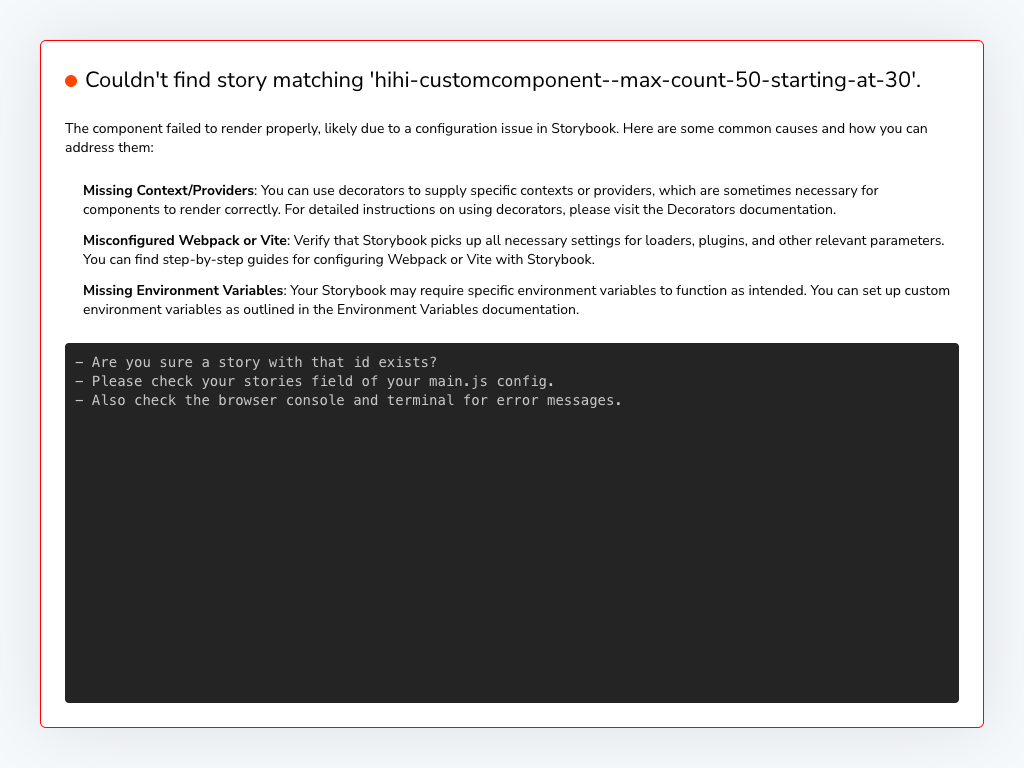 Couldn't find story matching 'hihi-customcomponent--max-count-50-starting-at-30'.
The component failed to render properly, likely due to a configuration issue in Storybook. Here are some common causes and how you can
address them:
Missing Context/Providers: You can use decorators to supply specific contexts or providers, which are sometimes necessary for
components to render correctly. For detailed instructions on using decorators, please visit the Decorators documentation.
Misconfigured Webpack or Vite: Verify that Storybook picks up all necessary settings for loaders, plugins, and other relevant parameters.
You can find step-by-step guides for configuring Webpack or Vite with Storybook.
Missing Environment Variables: Your Storybook may require specific environment variables to function as intended. You can set up custom
environment variables as outlined in the Environment Variables documentation.
- Are you sure a story with that id exists?
- Please check your stories field of your main.js config.
- Also check the browser console and terminal for error messages.